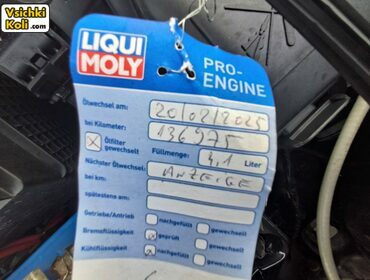 Vsichki
Koli.com
LIQUI
MOLY
PRO-
ENGINE
Ölwechsel am:
20/02/2025
bei Kilometer:
136975
Ölfilter
gewechselt
Füllmenge: 4,1 Liter
Nächster Ölwechsel
bei km: ANZEIGE
spätestens am:
Getriebe/Antrieb nachgefüllt gewechselt
Bremsflüssigkeit geprüft gewechselt
Kühlflüssigkeit nachgefüllt gewechselt